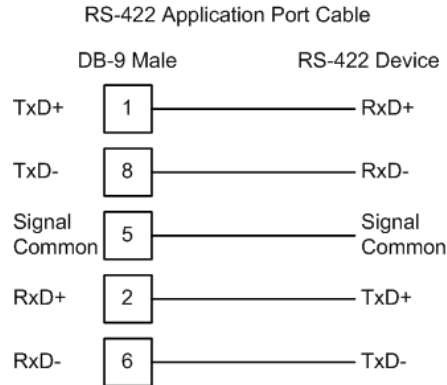 RS-422 Application Port Cable
DB-9 Male RS-422 Device
TxD+ 1 RxD+
TxD- 8 RxD-
Signal
Common 5 Signal
Common
RxD+ 2 TxD+
RxD- 6 TxD-